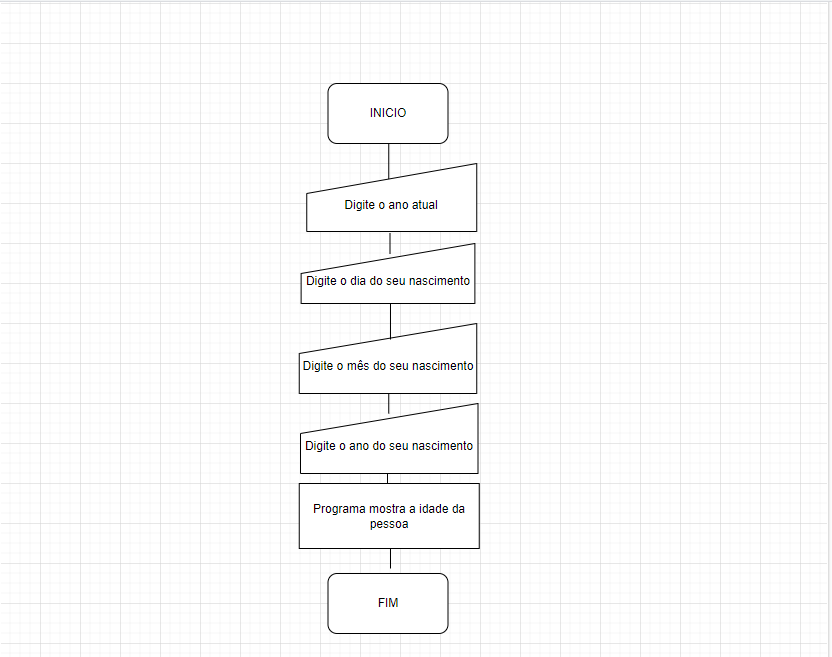 INICIO
Digite o ano atual
Digite o dia do seu nascimento
Digite o mês do seu nascimento
Digite o ano do seu nascimento
Programa mostra a idade da
pessoa
FIM